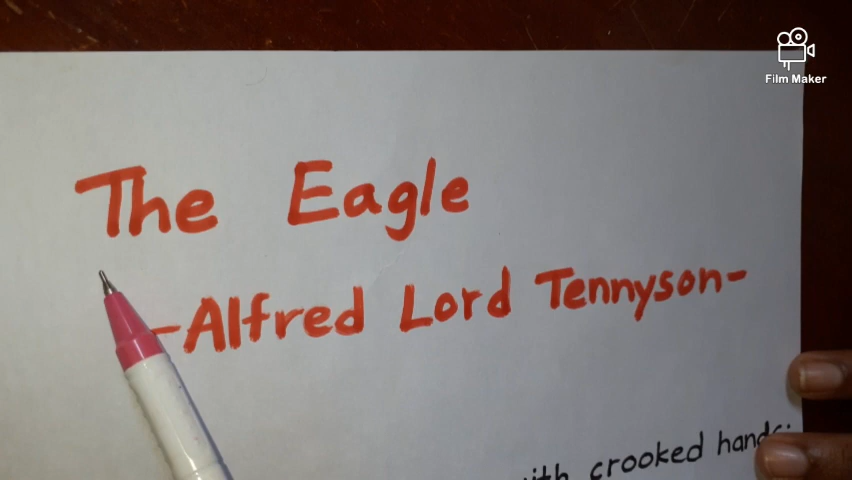 Film Maker
The Eagle
-Alfred Lord Tennyson-
with crooked hands;